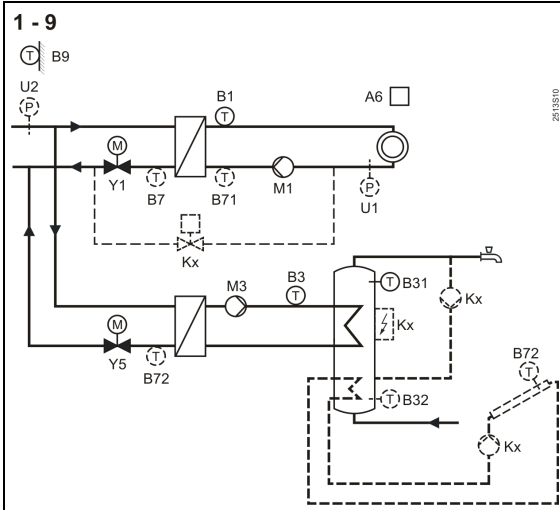 1 - 9
T B9
U2
P
B1
T
A6
2513S10
M
Y1
T
B7
T
B71
M1
P
U1
Kx
M3
B3
T
T B31
Kx
Kx
M
Y5
T
B72
T B32
B72
T
Kx